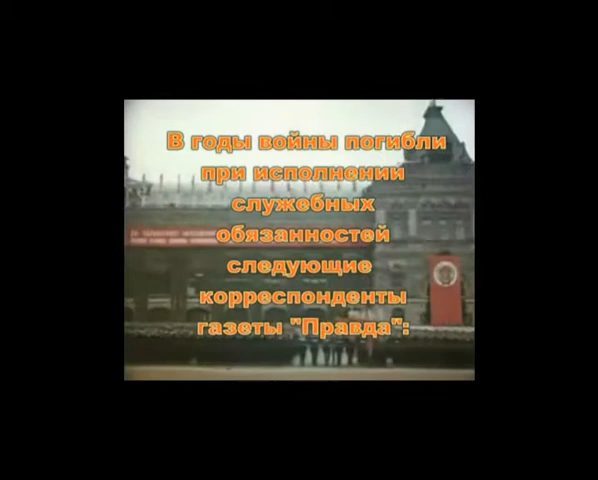 В годы войны погибли
при исполнении
служебных
обязанностей
следующие
корреспонденты
газеты "Правда":